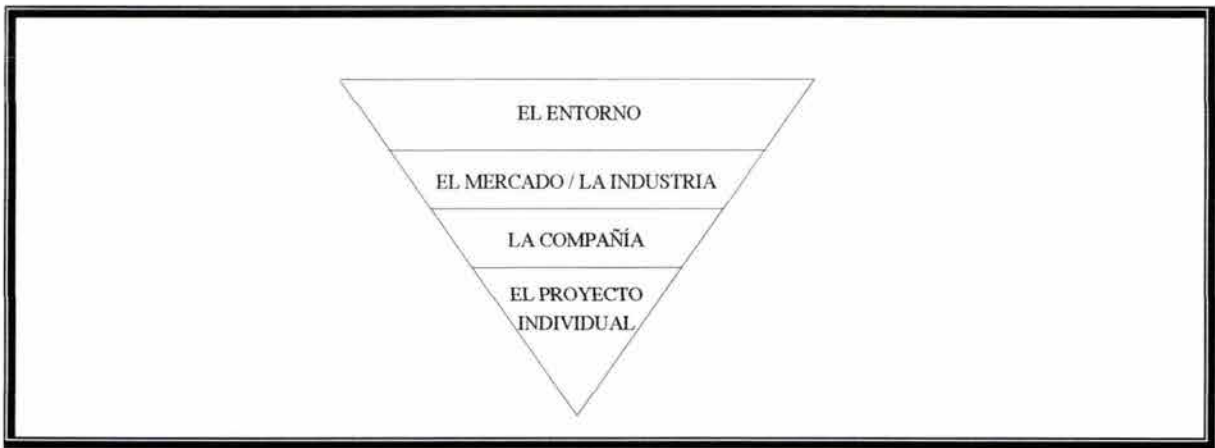 EL ENTORNO
EL MERCADO / LA INDUSTRIA
LA COMPAÑÍA
EL PROYECTO
INDIVIDUAL